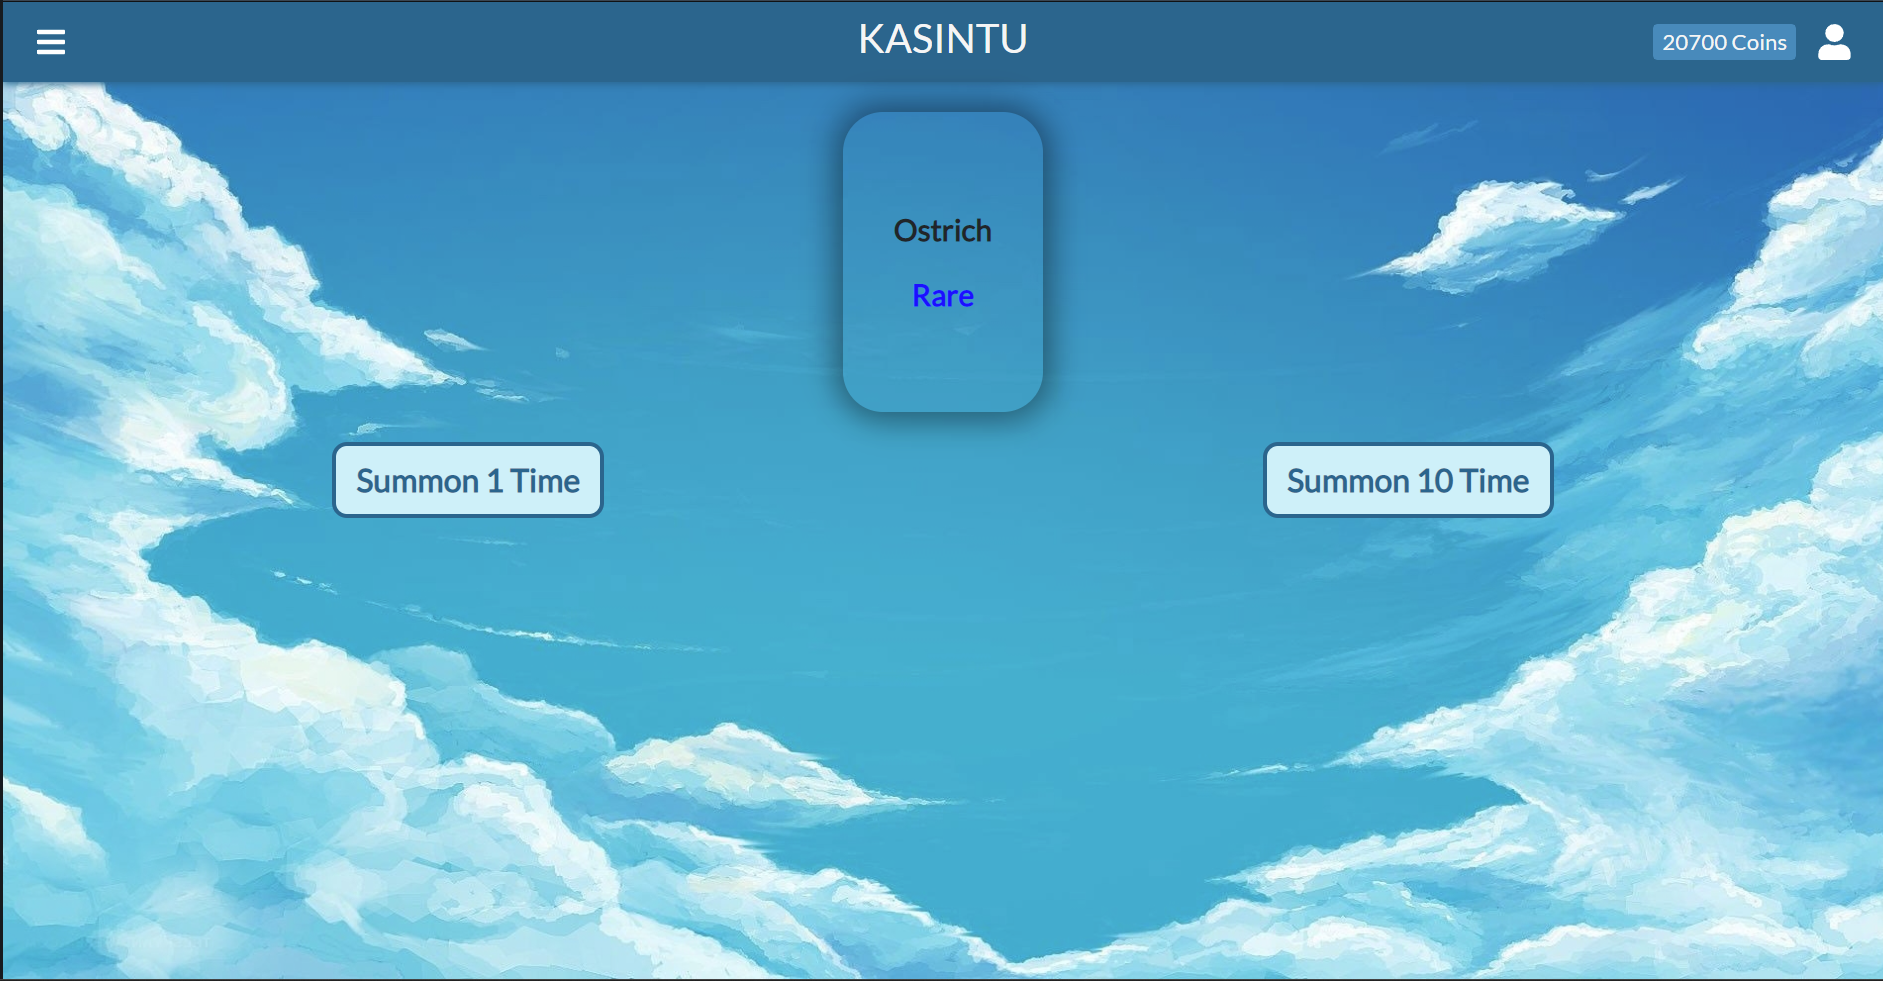 KASINTU
20700 Coins
Ostrich
Rare
Summon 1 Time
Summon 10 Time